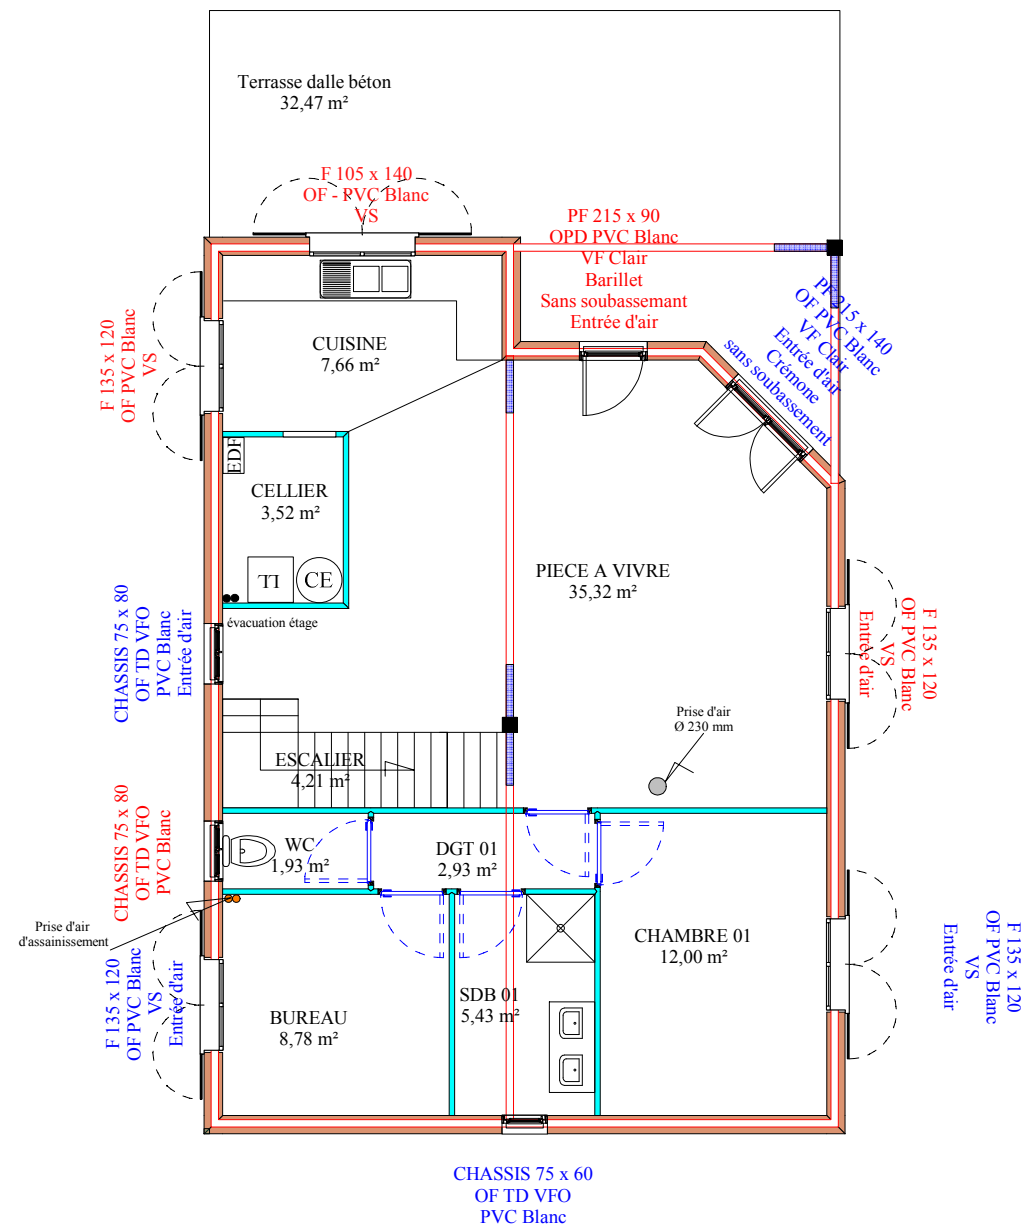 Terrasse dalle béton
32,47 m²
F 105 x 140
OF - PVC Blanc
VS
PF 215 x 90
OPD PVC Blanc
VF Clair
Barillet
Sans soubassemant
Entrée d'air
PF 215 x 140
OF PVC Blanc
VF Clair
Entrée d'air
Crémone
sans soubassement
F 135 x 120
OF PVC Blanc
VS
CUISINE
7,66 m²
EDF
CELLIER
3,52 m²
TI
CE
évacuation étage
PIECE A VIVRE
35,32 m²
CHASSIS 75 x 80
OF TD VFO
PVC Blanc
Entrée d'air
F 135 x 120
OF PVC Blanc
VS
Entrée d'air
Prise d'air
Ø 230 mm
ESCALIER
4,21 m²
CHASSIS 75 x 80
OF TD VFO
PVC Blanc
WC
1,93 m²
DGT 01
2,93 m²
Prise d'air
d'assainissement
F 135 x 120
OF PVC Blanc
VS
Entrée d'air
BUREAU
8,78 m²
SDB 01
5,43 m²
CHAMBRE 01
12,00 m²
F 135 x 120
OF PVC Blanc
VS
Entrée d'air
CHASSIS 75 x 60
OF TD VFO
PVC Blanc